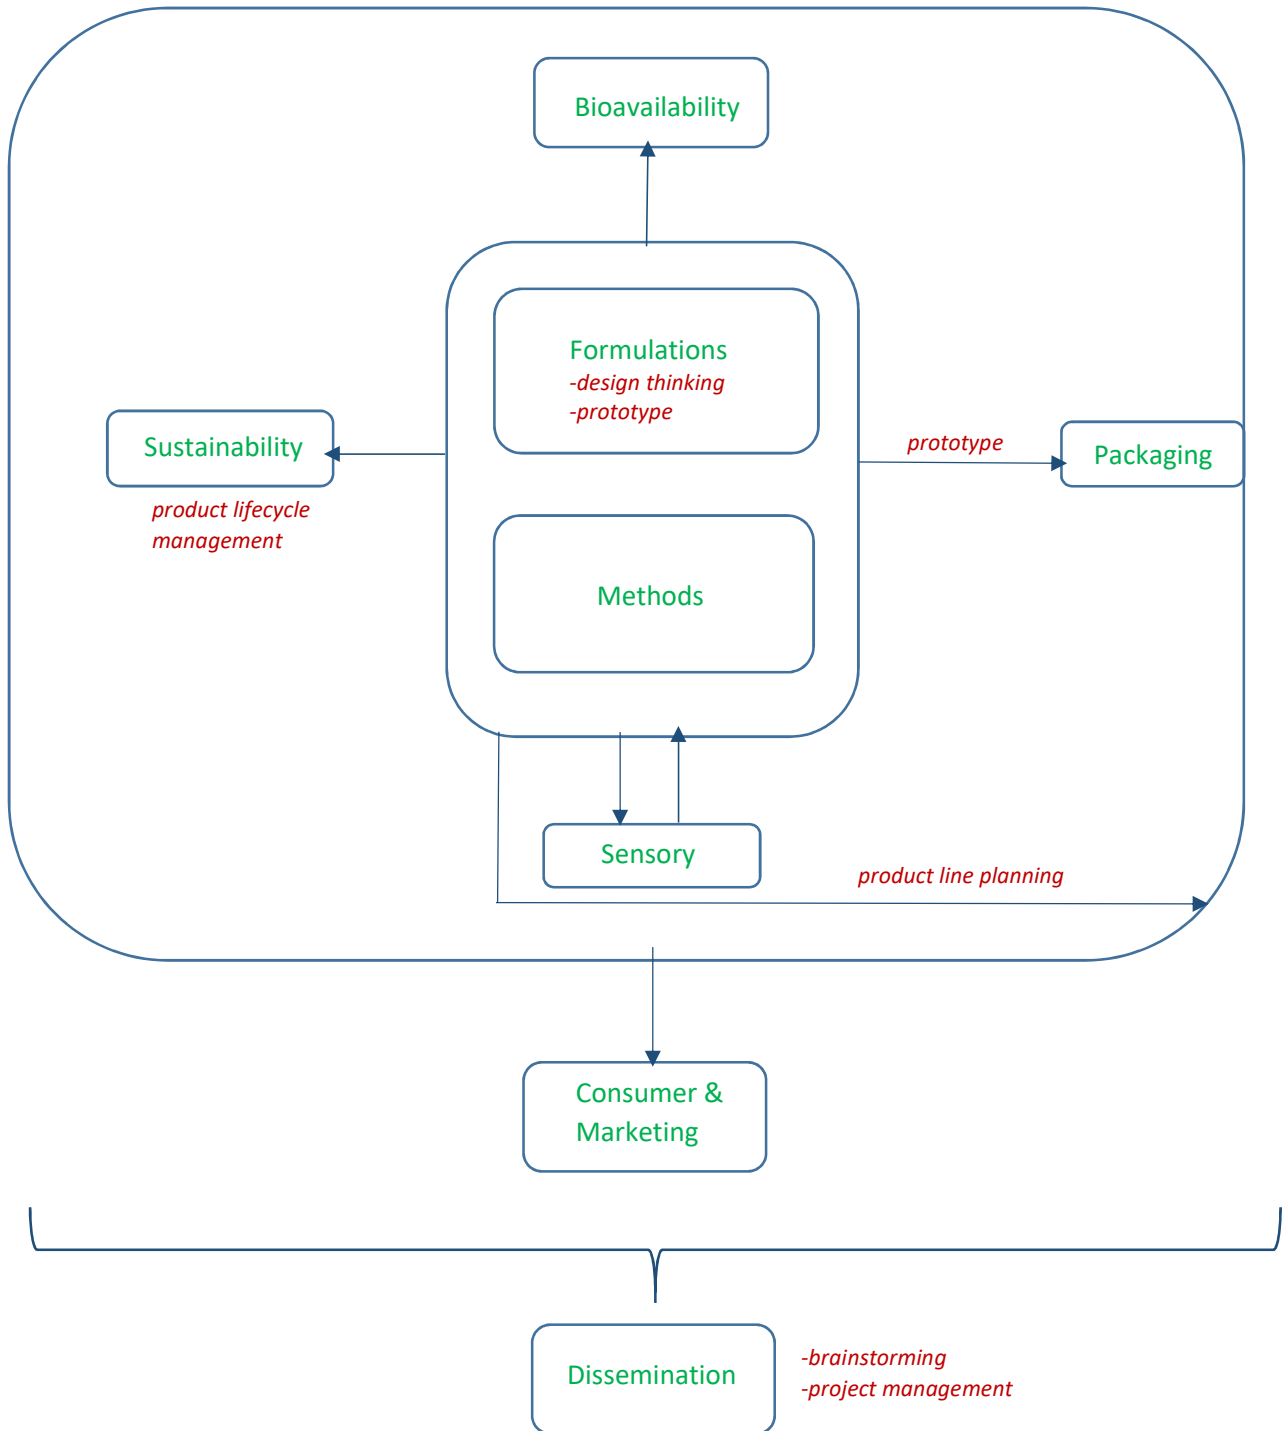 Bioavailability
Formulations
-design thinking
-prototype
Sustainability
product lifecycle
management
prototype
Packaging
Methods
Sensory
product line planning
Consumer &
Marketing
Dissemination
-brainstorming
-project management